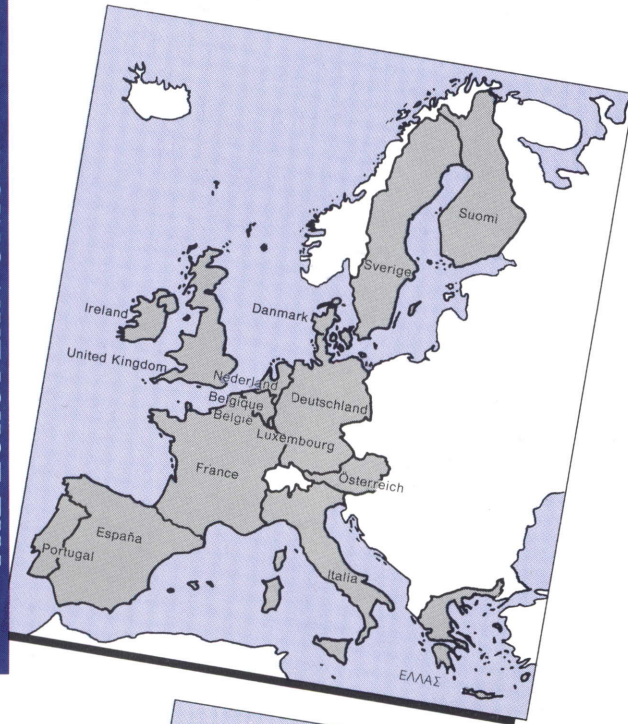 Suomi
Sverige
Danmark
Ireland
United Kingdom
Nederland
Belgique
België
Deutschland
Luxembourg
France
Österreich
España
Portugal
Italia
ΕΛΛΑΣ